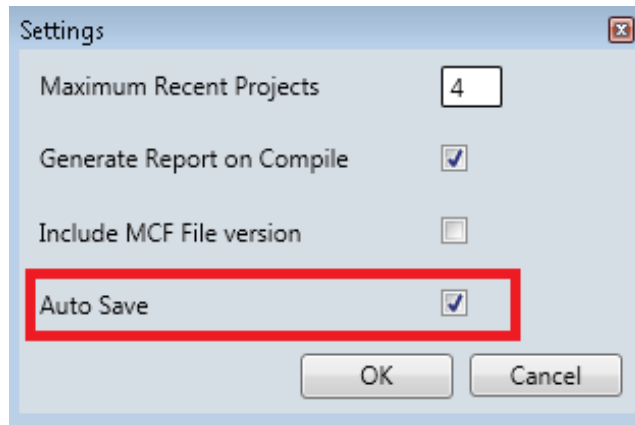 Settings
Maximum Recent Projects 4
Generate Report on Compile
Include MCF File version
Auto Save
OK Cancel